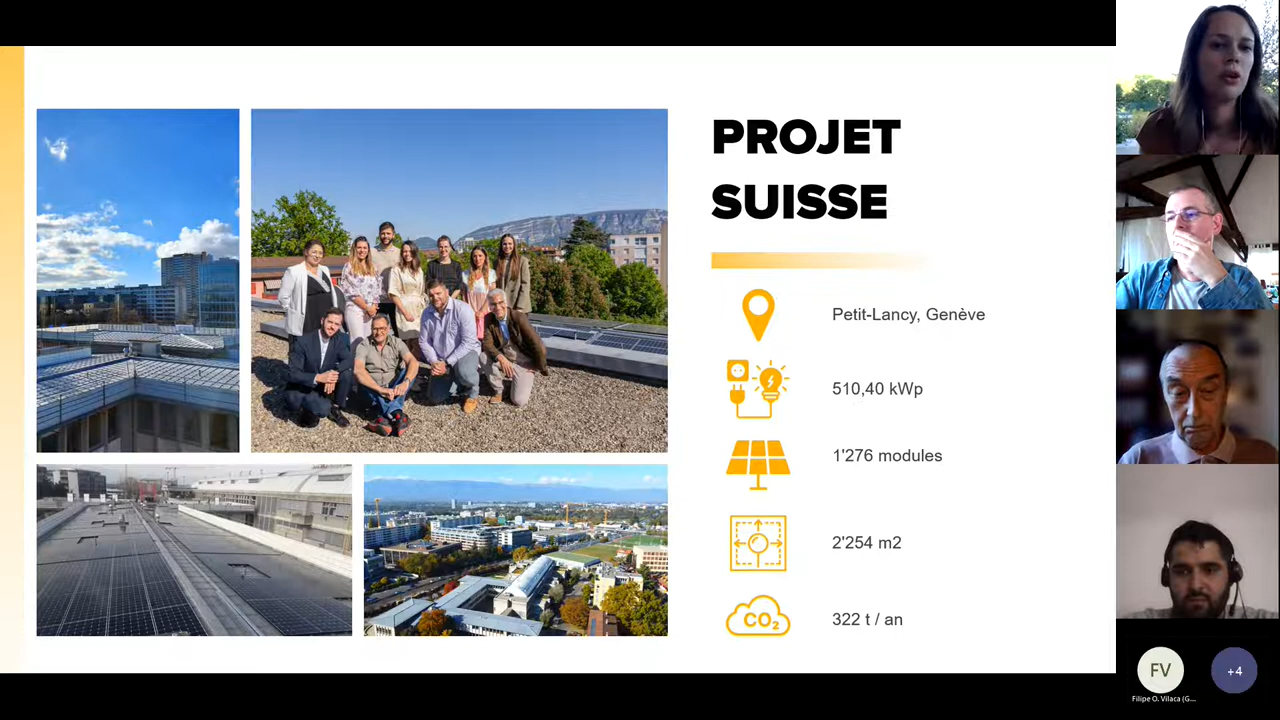 PROJET
SUISSE
Petit-Lancy, Genève
510,40 kWp
1'276 modules
2'254 m2
CO₂
322 t / an
FV
+4
Filipe O. Vilaca (G...